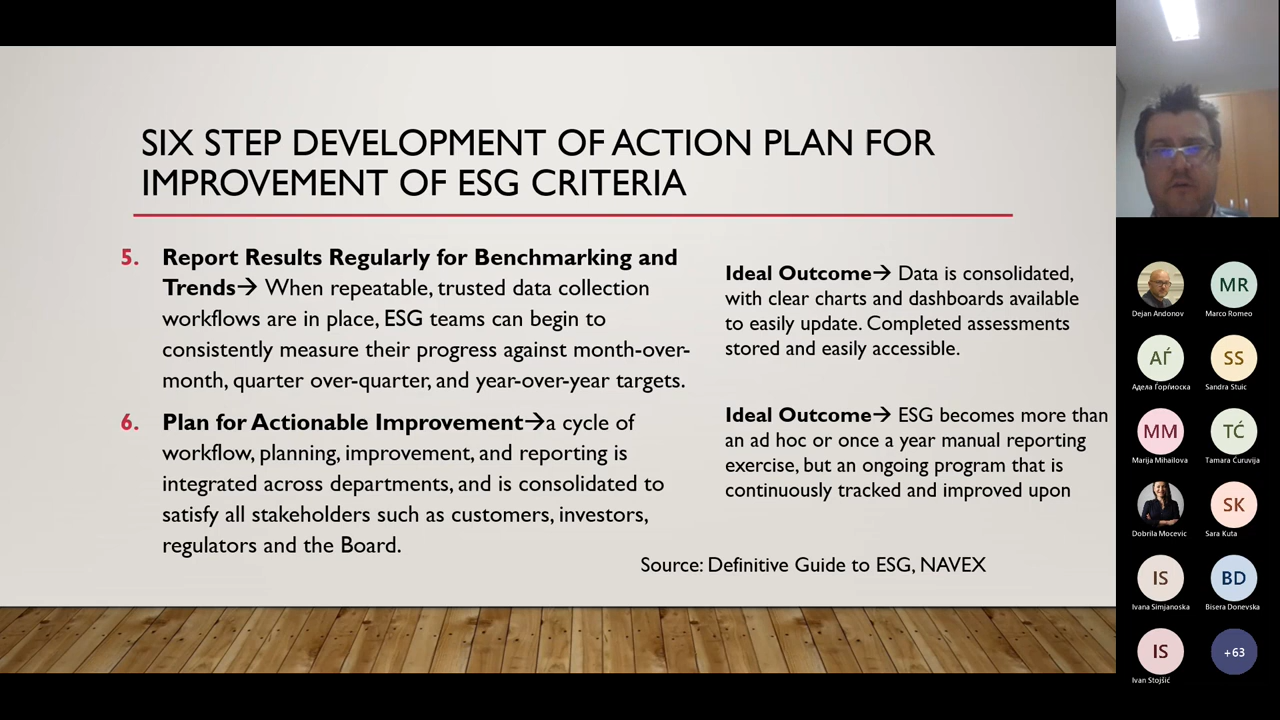 SIX STEP DEVELOPMENT OF ACTION PLAN FOR
IMPROVEMENT OF ESG CRITERIA
5. Report Results Regularly for Benchmarking and
Trends→ When repeatable, trusted data collection
workflows are in place, ESG teams can begin to
consistently measure their progress against month-over-
month, quarter over-quarter, and year-over-year targets.
6. Plan for Actionable Improvement→a cycle of
workflow, planning, improvement, and reporting is
integrated across departments, and is consolidated to
satisfy all stakeholders such as customers, investors,
regulators and the Board.
Ideal Outcome→ Data is consolidated,
with clear charts and dashboards available
to easily update. Completed assessments
stored and easily accessible.
Ideal Outcome→ ESG becomes more than
an ad hoc or once a year manual reporting
exercise, but an ongoing program that is
continuously tracked and improved upon
Source: Definitive Guide to ESG, NAVEX
MR
Dejan Andonov
Marco Romeo
АЃ
SS
Адела Ѓорѓиоска
Sandra Stuic
MM
TĆ
Marija Mihailova
Tamara Ćuruvija
SK
Dobrila Mocevic
Sara Kuta
IS
BD
Ivana Simjanoska
Bisera Donevska
IS
+63
Ivan Stojšić